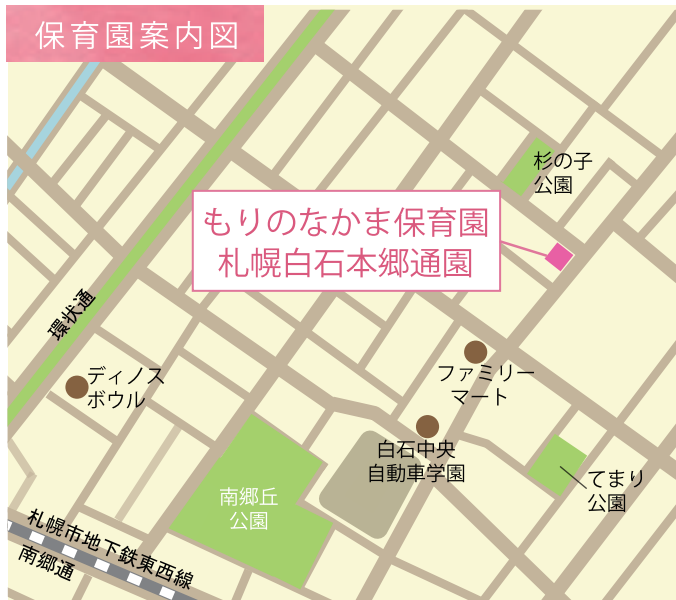 保育園案内図
杉の子
公園
もりのなかま保育園
札幌白石本郷通園
環状通
ディノス
ボウル
ファミリー
マート
白石中央
自動車学園
てまり
公園
南郷丘
公園
札幌市地下鉄東西線
南郷通